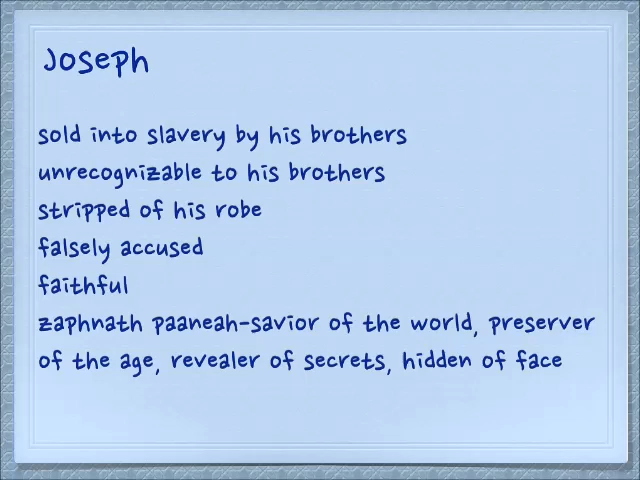 Joseph
sold into slavery by his brothers
unrecognizable to his brothers
stripped of his robe
falsely accused
faithful
zaphnath paaneah-savior of the world, preserver
of the age, revealer of secrets, hidden of face